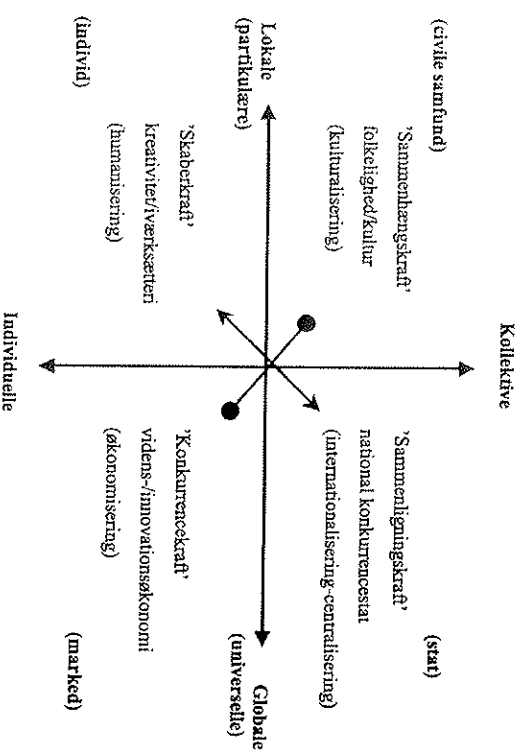 Kollektive
(civile samfund)
'Sammenhængskraft'
folkelighed/kultur
(kulturalisering)
(stat)
'Sammenligningskraft'
national konkurrencestat
(internationalisering-centralisering)
Lokale
(partikulære)
Globale
(universelle)
'Skaberkraft'
kreativitet/iværksætteri
(humanisering)
(individ)
'Konkurrencekraft'
videns-/innovationsøkonomi
(økonomisering)
(marked)
Individuelle